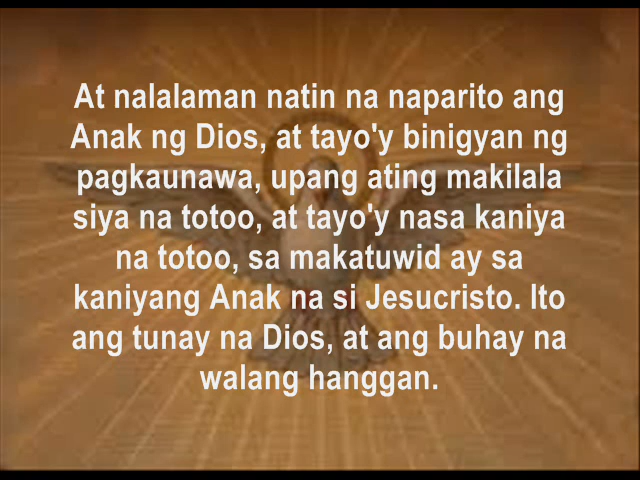 At nalalaman natin na naparito ang
Anak ng Dios, at tayo'y binigyan ng
pagkaunawa, upang ating makilala
siya na totoo, at tayo'y nasa kaniya
na totoo, sa makatuwid ay sa
kaniyang Anak na si Jesucristo. Ito
ang tunay na Dios, at ang buhay na
walang hanggan.